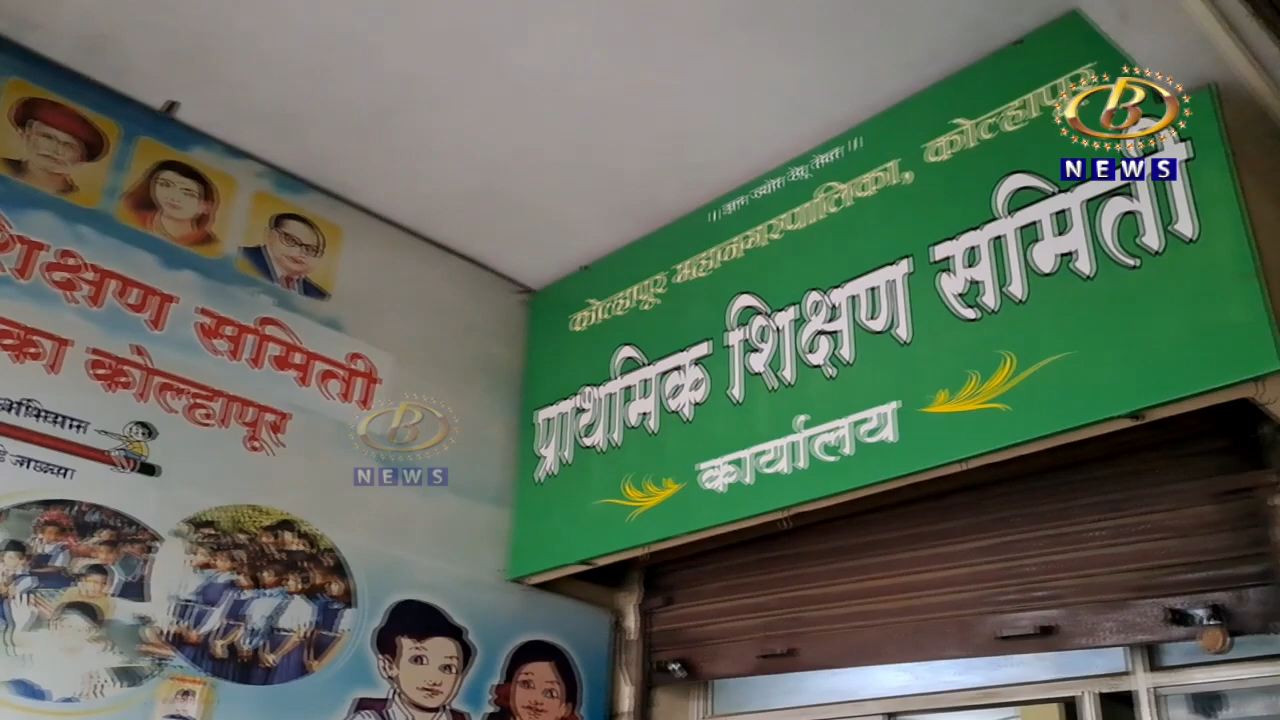 शिक्षण समिती
का कोल्हापूर
।। ज्ञान ज्योत हेच तेज ।।
कोल्हापूर महानगरपालिका, कोल्हापूर
प्राथमिक शिक्षण समिती
कार्यालय
B
NEWS
B
NEWS